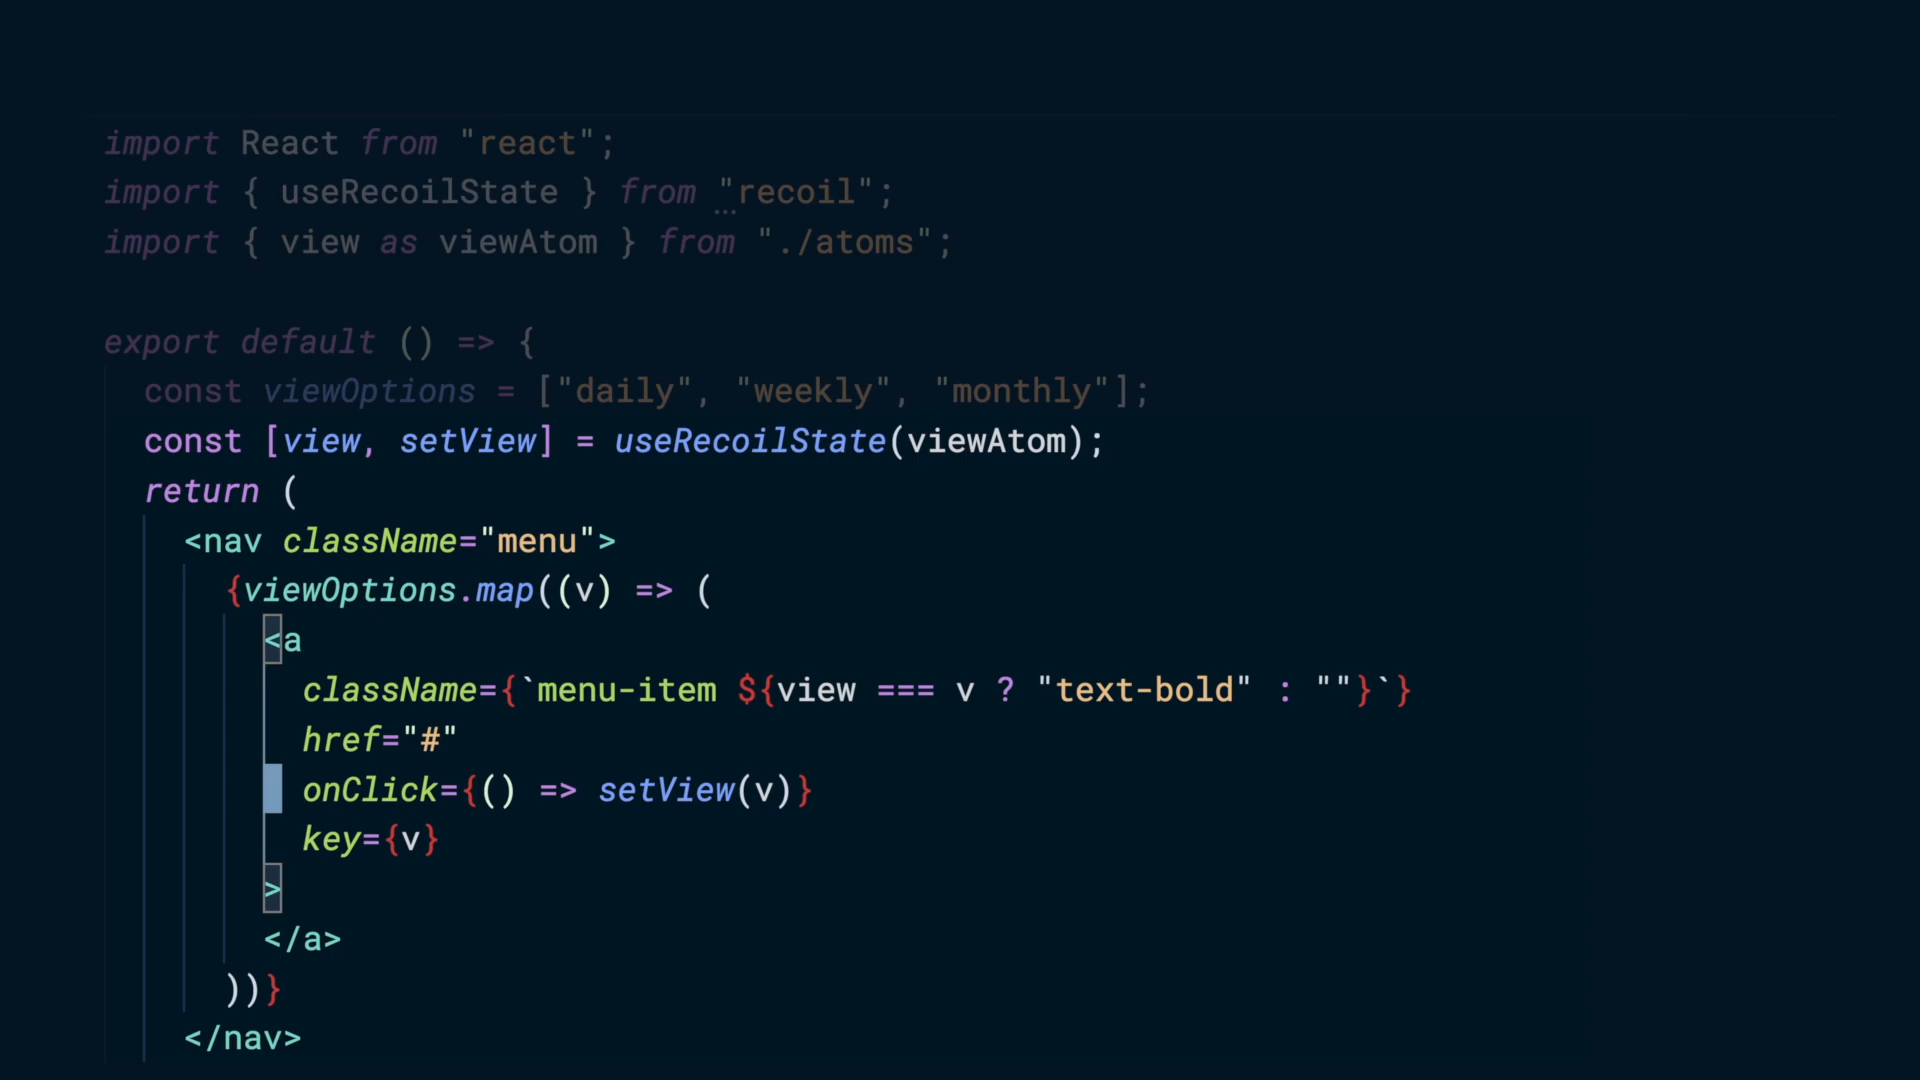 import React from "react";
import { useRecoilState } from "recoil";
import { view as viewAtom } from "./atoms";
export default () => {
const viewOptions = ["daily", "weekly", "monthly"];
const [view, setView] = useRecoilState(viewAtom);
return (
<nav className="menu">
{viewOptions.map((v) => (
<a
className={`menu-item ${view === v ? "text-bold" : ""}`}
href="#"
onClick={() => setView(v)}
key={v}
>
</a>
))}
</nav>